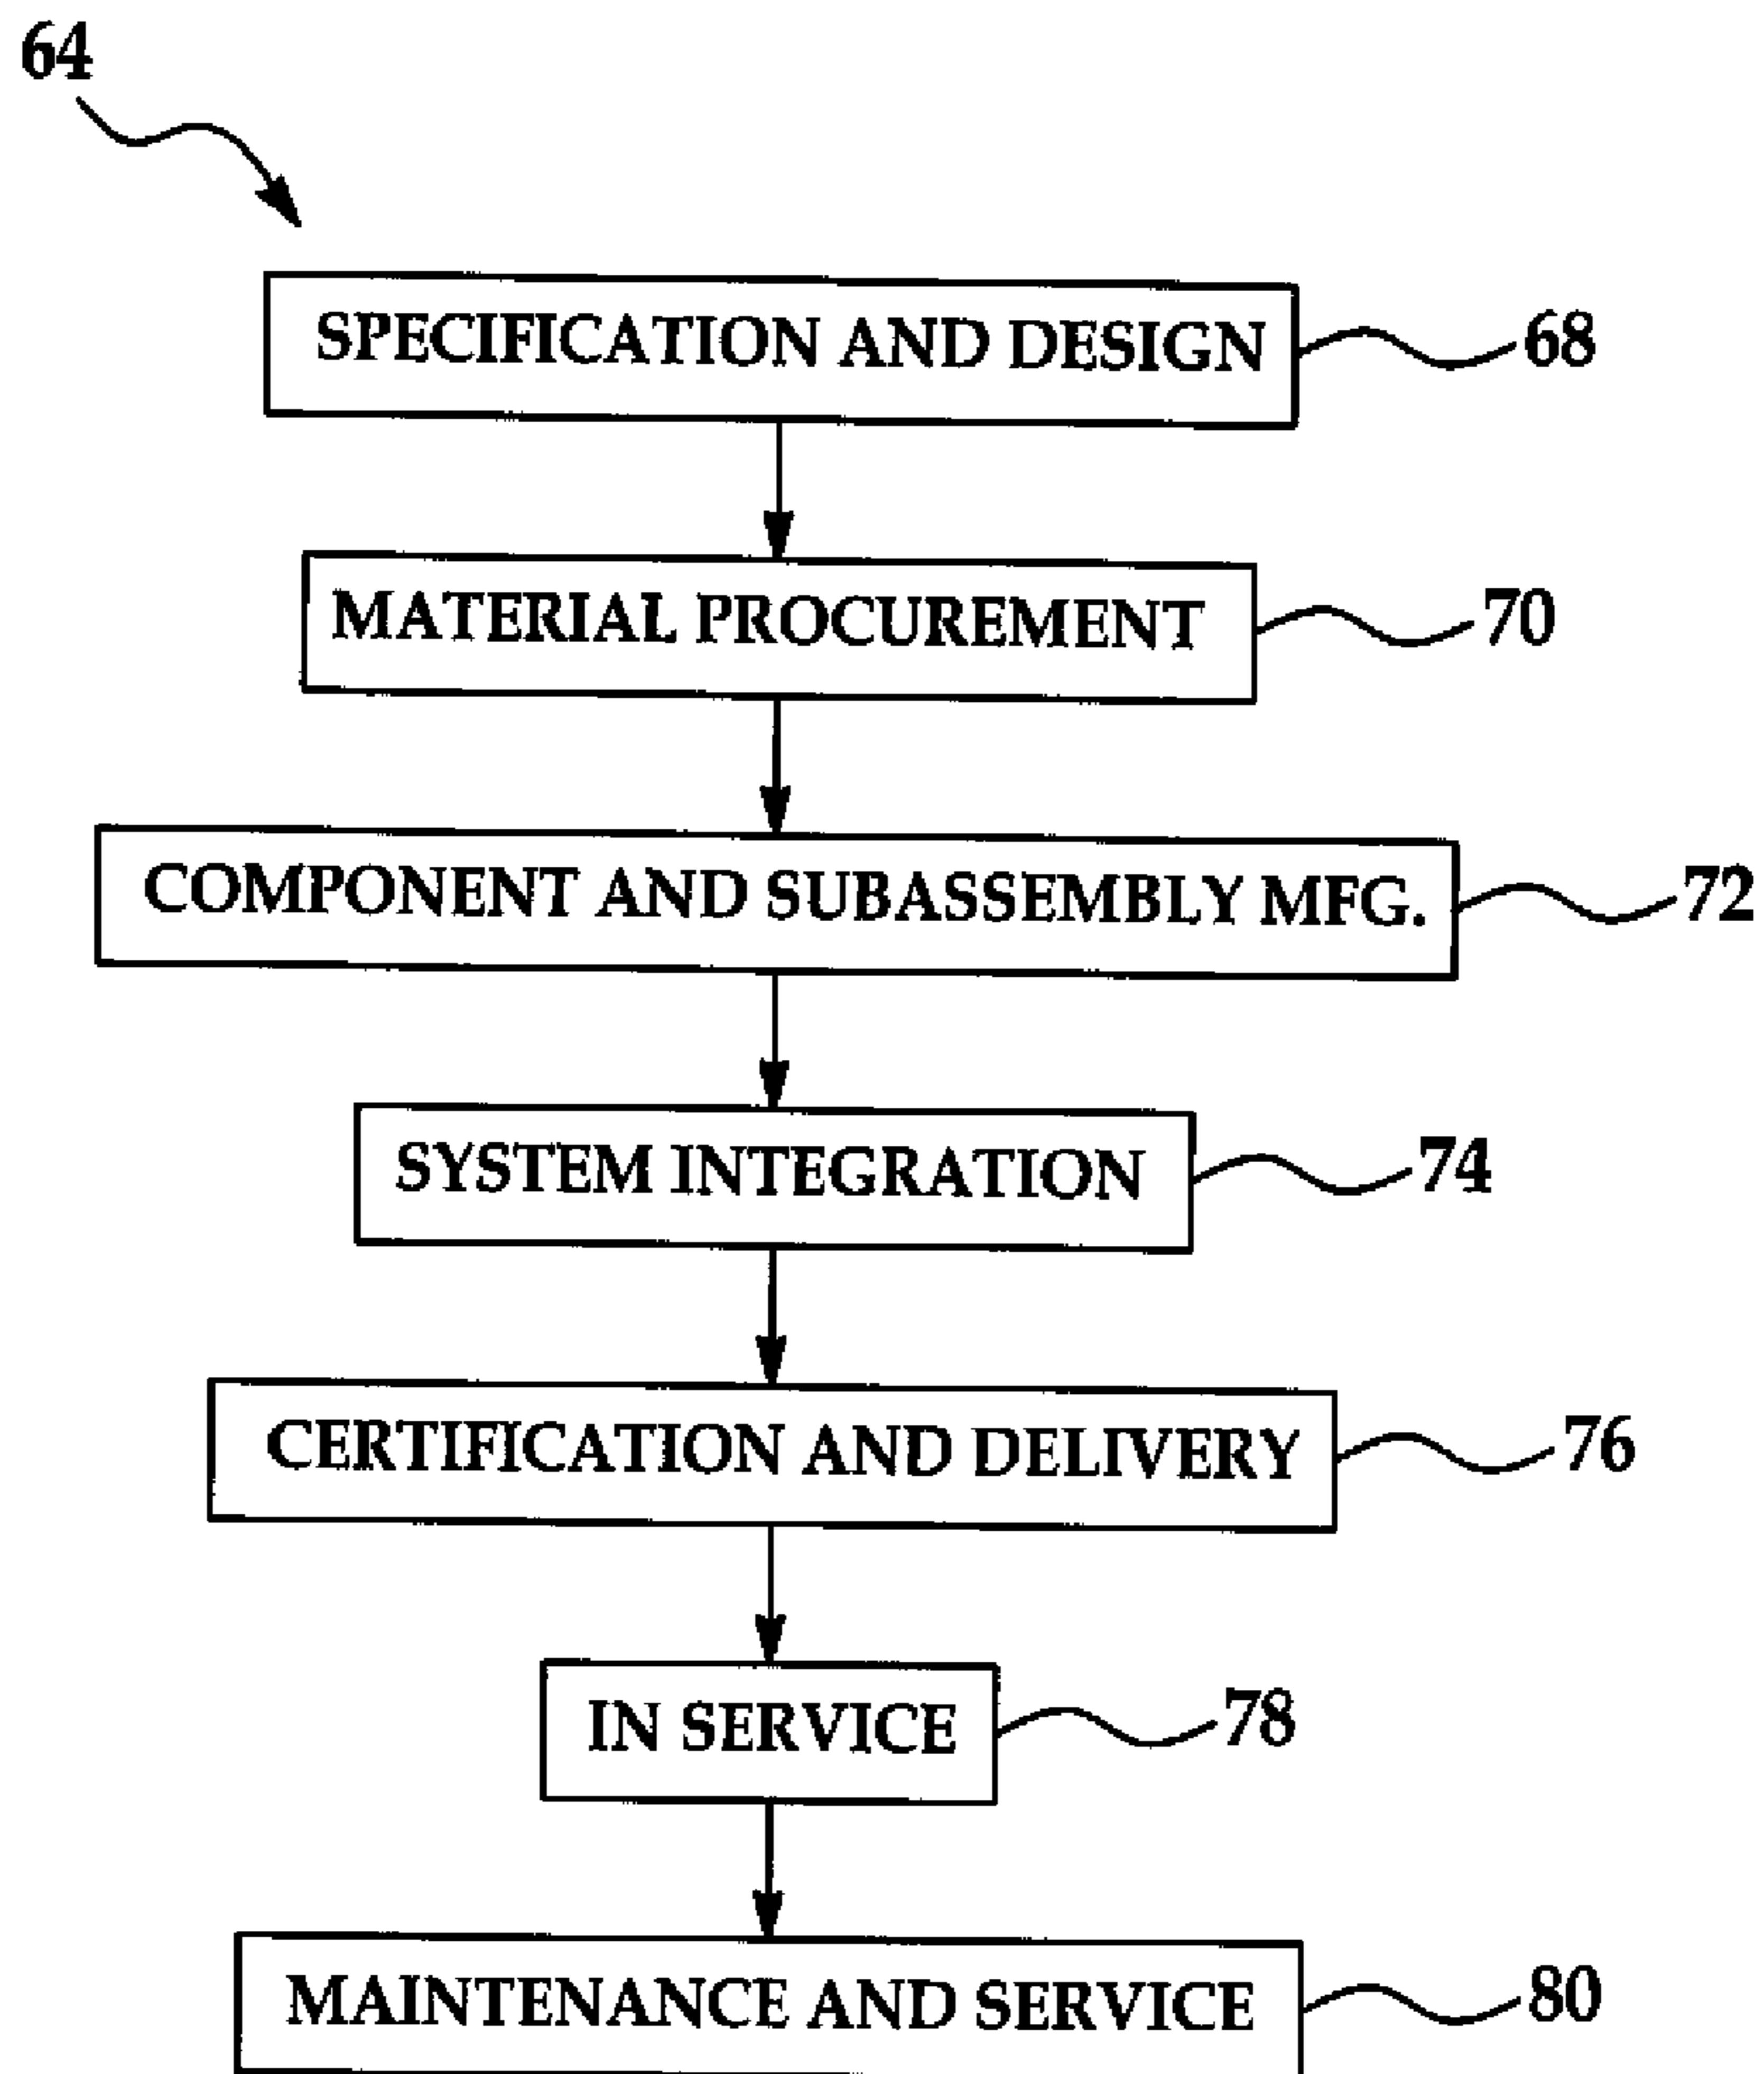 64
SPECIFICATION AND DESIGN 68
MATERIAL PROCUREMENT 70
COMPONENT AND SUBASSEMBLY MFG. 72
SYSTEM INTEGRATION 74
CERTIFICATION AND DELIVERY 76
IN SERVICE 78
MAINTENANCE AND SERVICE 80